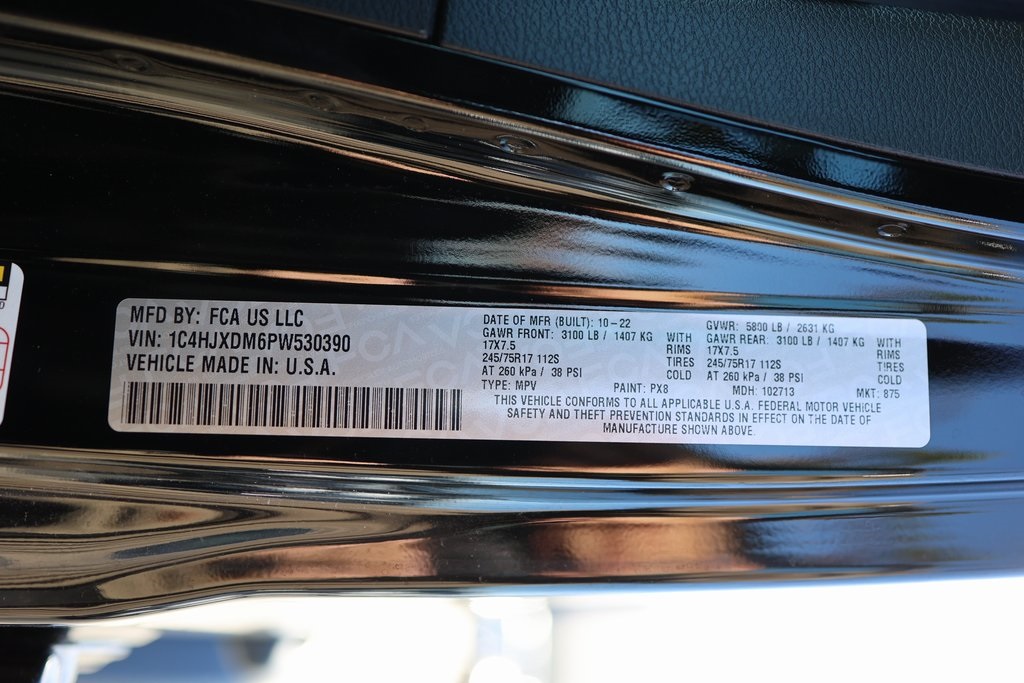 MFD BY: FCA US LLC
VIN: 1C4HJXDM6PW530390
VEHICLE MADE IN: U.S.A.
DATE OF MFR (BUILT): 10-22
GAWR FRONT: 3100 LB / 1407 KG WITH
17X7.5 RIMS
245/75R17 112S TIRES
AT 260 kPa / 38 PSI COLD
GVWR: 5800 LB / 2631 KG
GAWR REAR: 3100 LB / 1407 KG WITH
17X7.5 RIMS
245/75R17 112S TIRES
AT 260 kPa / 38 PSI COLD
TYPE: MPV PAINT: PX8 MDH: 102713 MKT: 875
THIS VEHICLE CONFORMS TO ALL APPLICABLE U.S.A. FEDERAL MOTOR VEHICLE
SAFETY AND THEFT PREVENTION STANDARDS IN EFFECT ON THE DATE OF
MANUFACTURE SHOWN ABOVE.